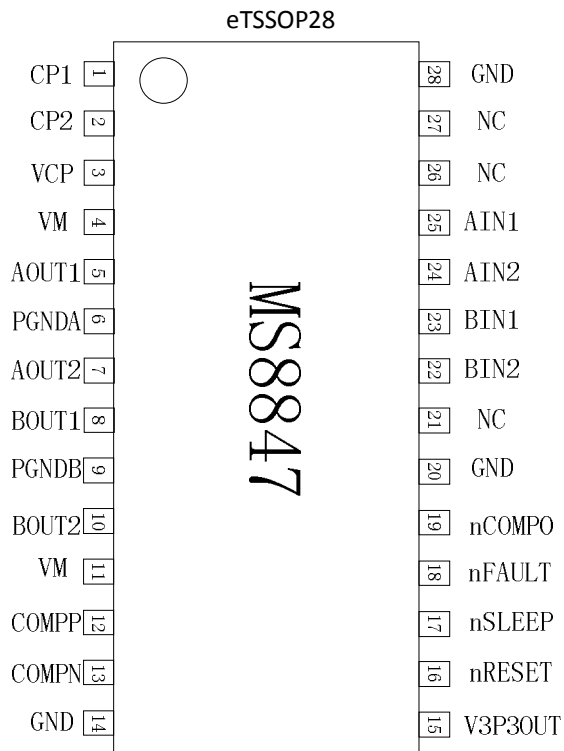 eTSSOP28
CP1 1 28 GND
CP2 2 27 NC
VCP 3 26 NC
VM 4 25 AIN1
AOUT1 5 24 AIN2
PGNDA 6 23 BIN1
AOUT2 7 22 BIN2
BOUT1 8 21 NC
PGNDB 9 20 GND
BOUT2 10 19 nCOMPO
VM 11 18 nFAULT
COMPP 12 17 nSLEEP
COMPN 13 16 nRESET
GND 14 15 V3P3OUT
MS8847